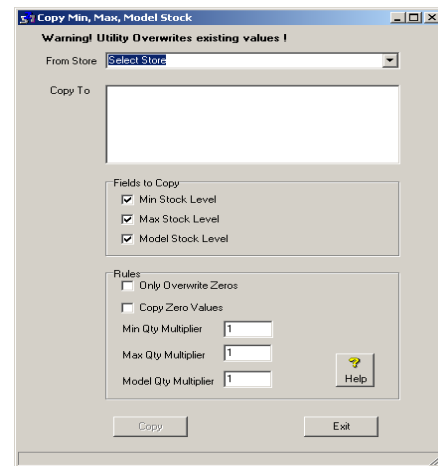 Copy Min, Max, Model Stock
Warning! Utility Overwrites existing values !
From Store Select Store
Copy To
Fields to Copy
Min Stock Level
Max Stock Level
Model Stock Level
Rules
Only Overwrite Zeros
Copy Zero Values
Min Qty Multiplier 1
Max Qty Multiplier 1
Model Qty Multiplier 1
? Help
Copy Exit